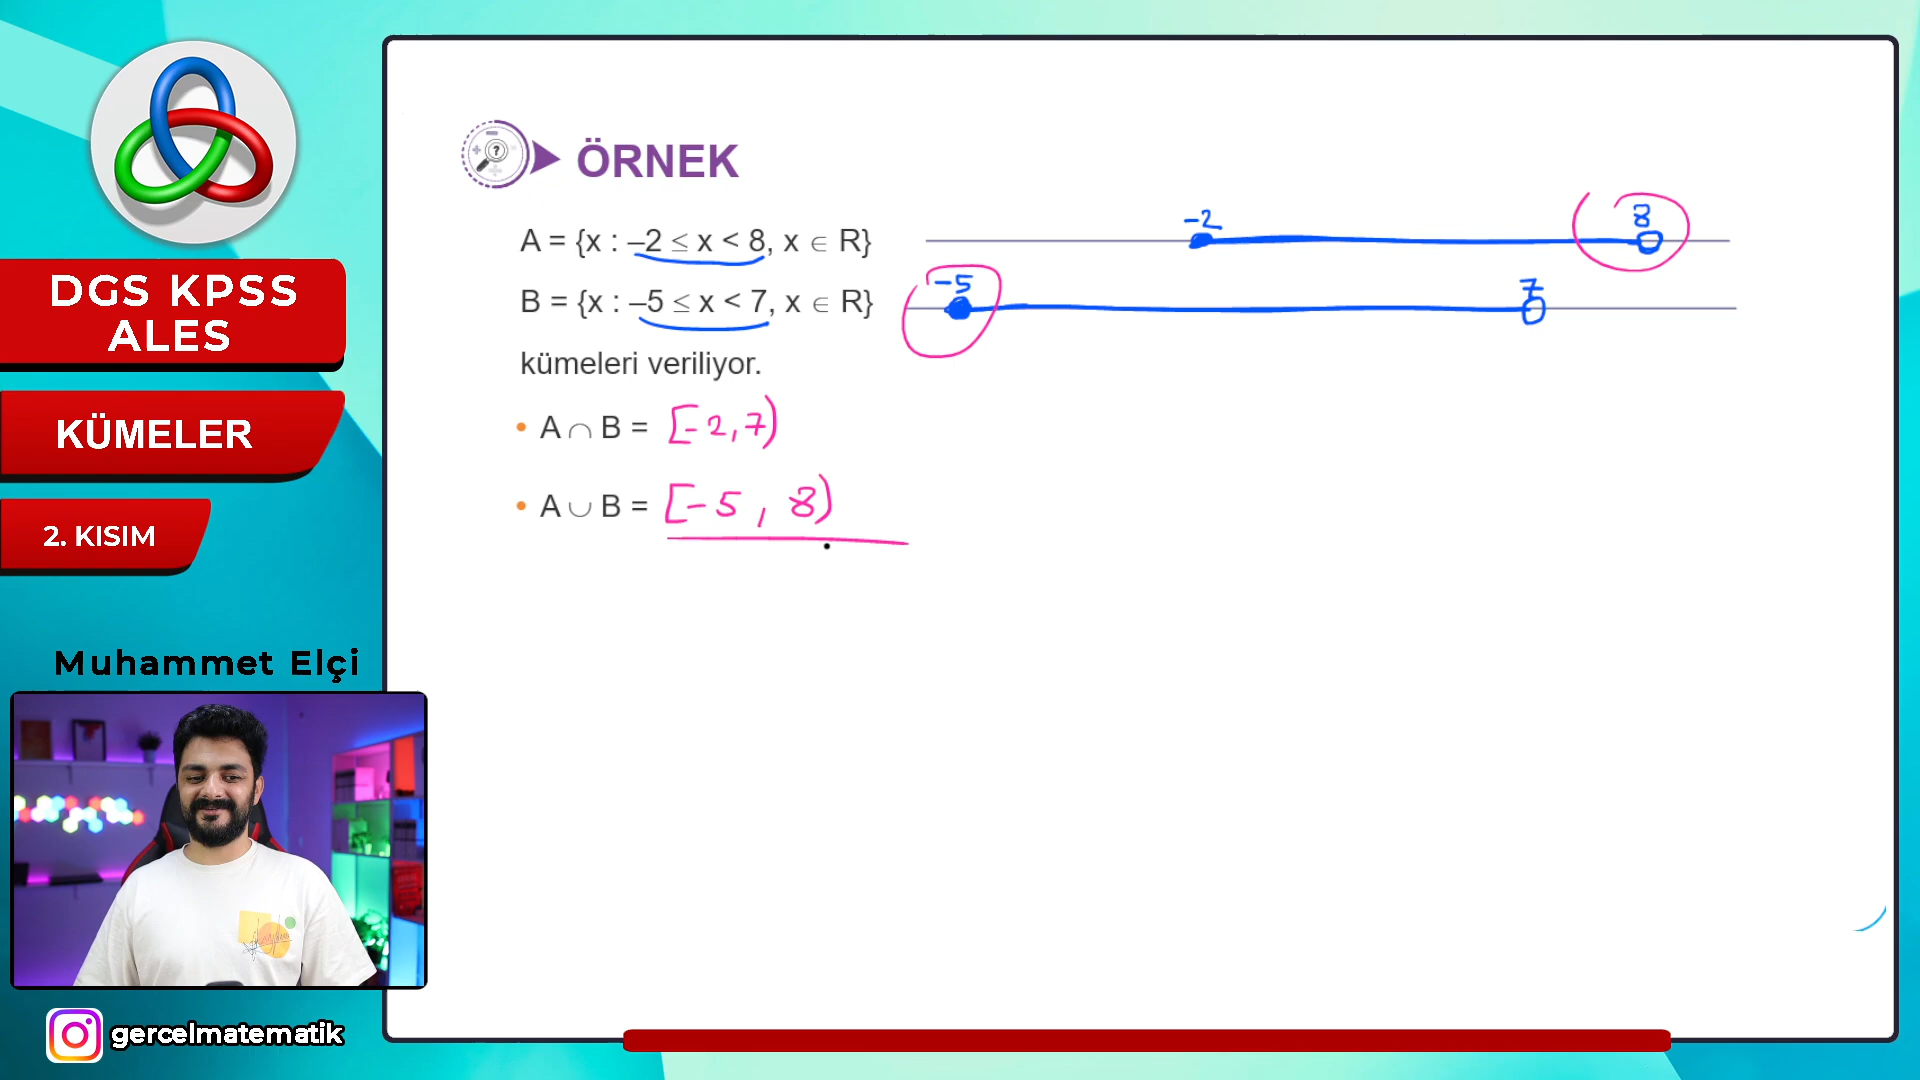 DGS KPSS
ALES
KÜMELER
2. KISIM
Muhammet Elçi
gercelmatematik
ÖRNEK
A = {x : –2 ≤ x < 8, x ∈ R}
B = {x : –5 ≤ x < 7, x ∈ R}
kümeleri veriliyor.
• A ∩ B = [-2,7)
• A ∪ B = [-5, 8)
-2 8
-5 7